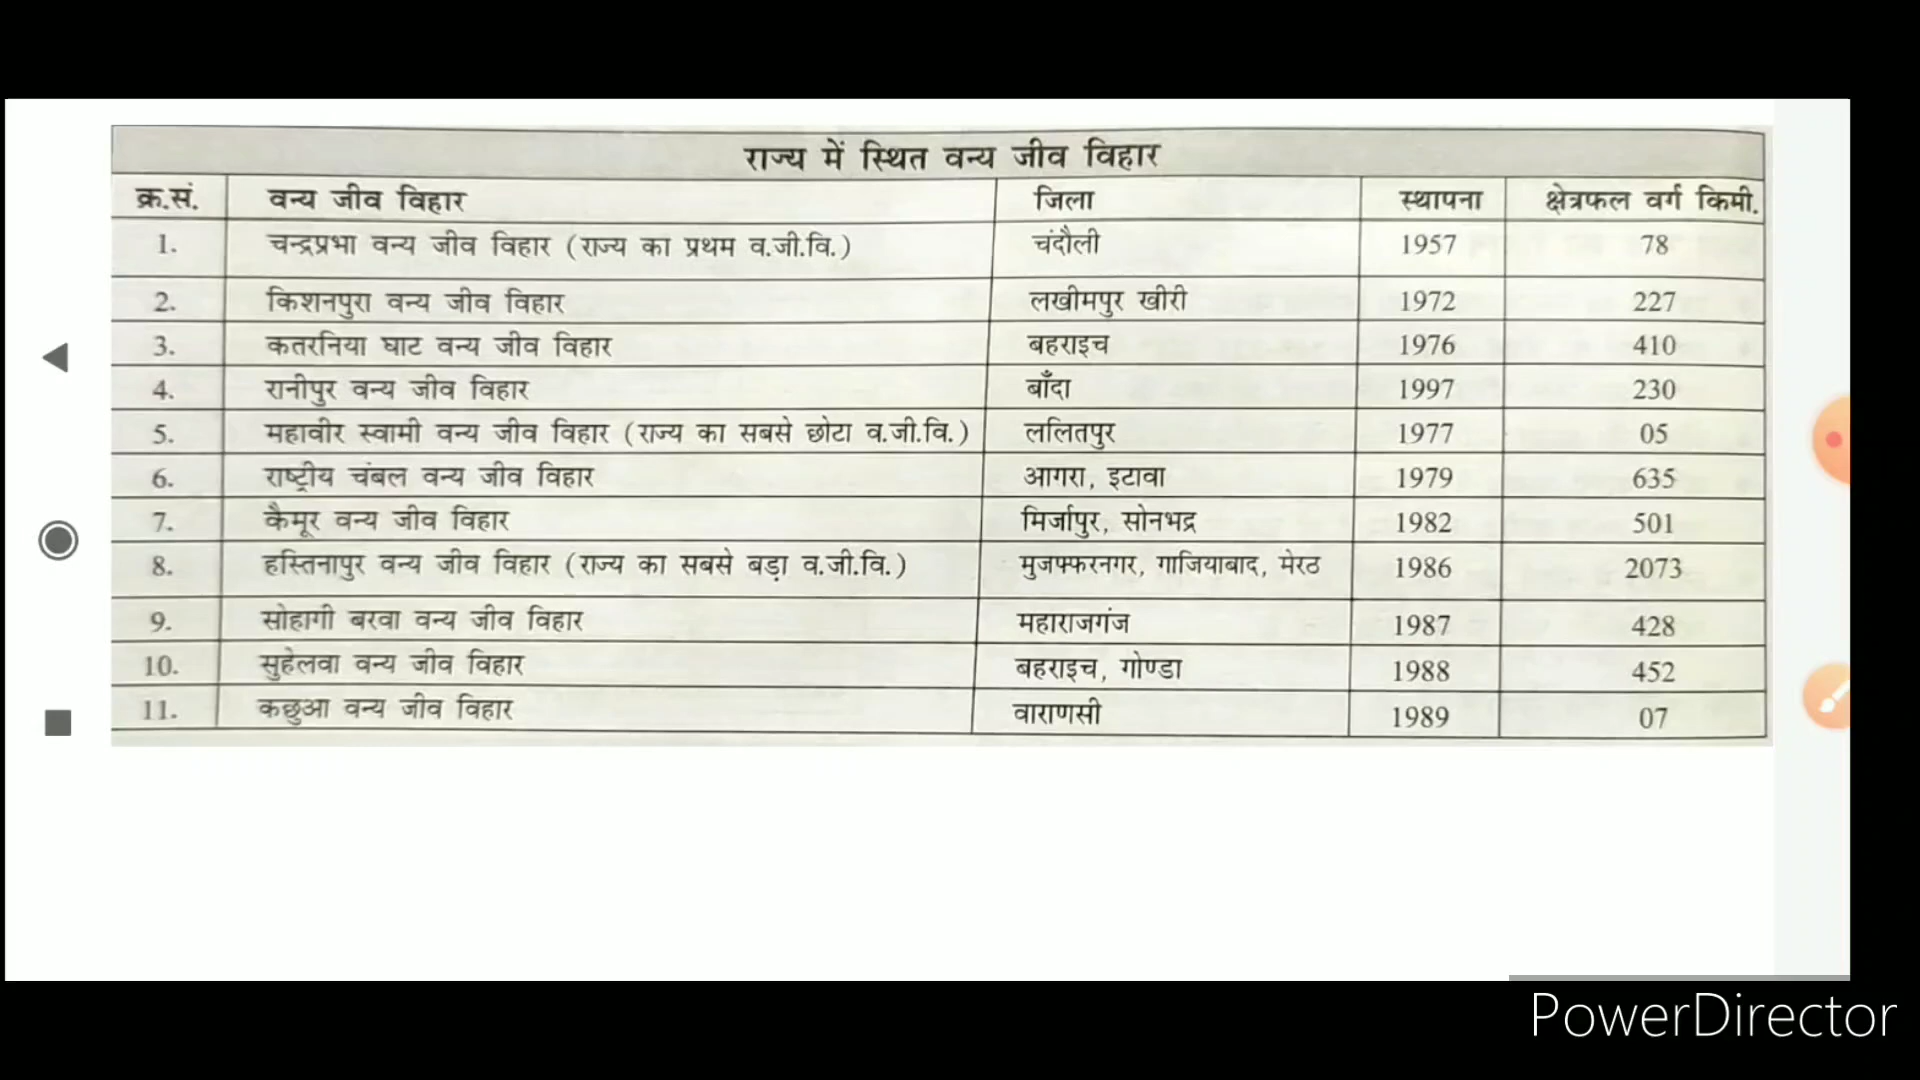 राज्य में स्थित वन्य जीव विहार
क्र.सं. वन्य जीव विहार जिला स्थापना क्षेत्रफल वर्ग किमी.
1. चन्द्रप्रभा वन्य जीव विहार (राज्य का प्रथम व.जी.वि.) चंदौली 1957 78
2. किशनपुरा वन्य जीव विहार लखीमपुर खीरी 1972 227
3. कतरनिया घाट वन्य जीव विहार बहराइच 1976 410
4. रानीपुर वन्य जीव विहार बाँदा 1997 230
5. महावीर स्वामी वन्य जीव विहार (राज्य का सबसे छोटा व.जी.वि.) ललितपुर 1977 05
6. राष्ट्रीय चंबल वन्य जीव विहार आगरा, इटावा 1979 635
7. कैमूर वन्य जीव विहार मिर्जापुर, सोनभद्र 1982 501
8. हस्तिनापुर वन्य जीव विहार (राज्य का सबसे बड़ा व.जी.वि.) मुजफ्फरनगर, गाजियाबाद, मेरठ 1986 2073
9. सोहागी बरवा वन्य जीव विहार महाराजगंज 1987 428
10. सुहेलवा वन्य जीव विहार बहराइच, गोण्डा 1988 452
11. कछुआ वन्य जीव विहार वाराणसी 1989 07
PowerDirector